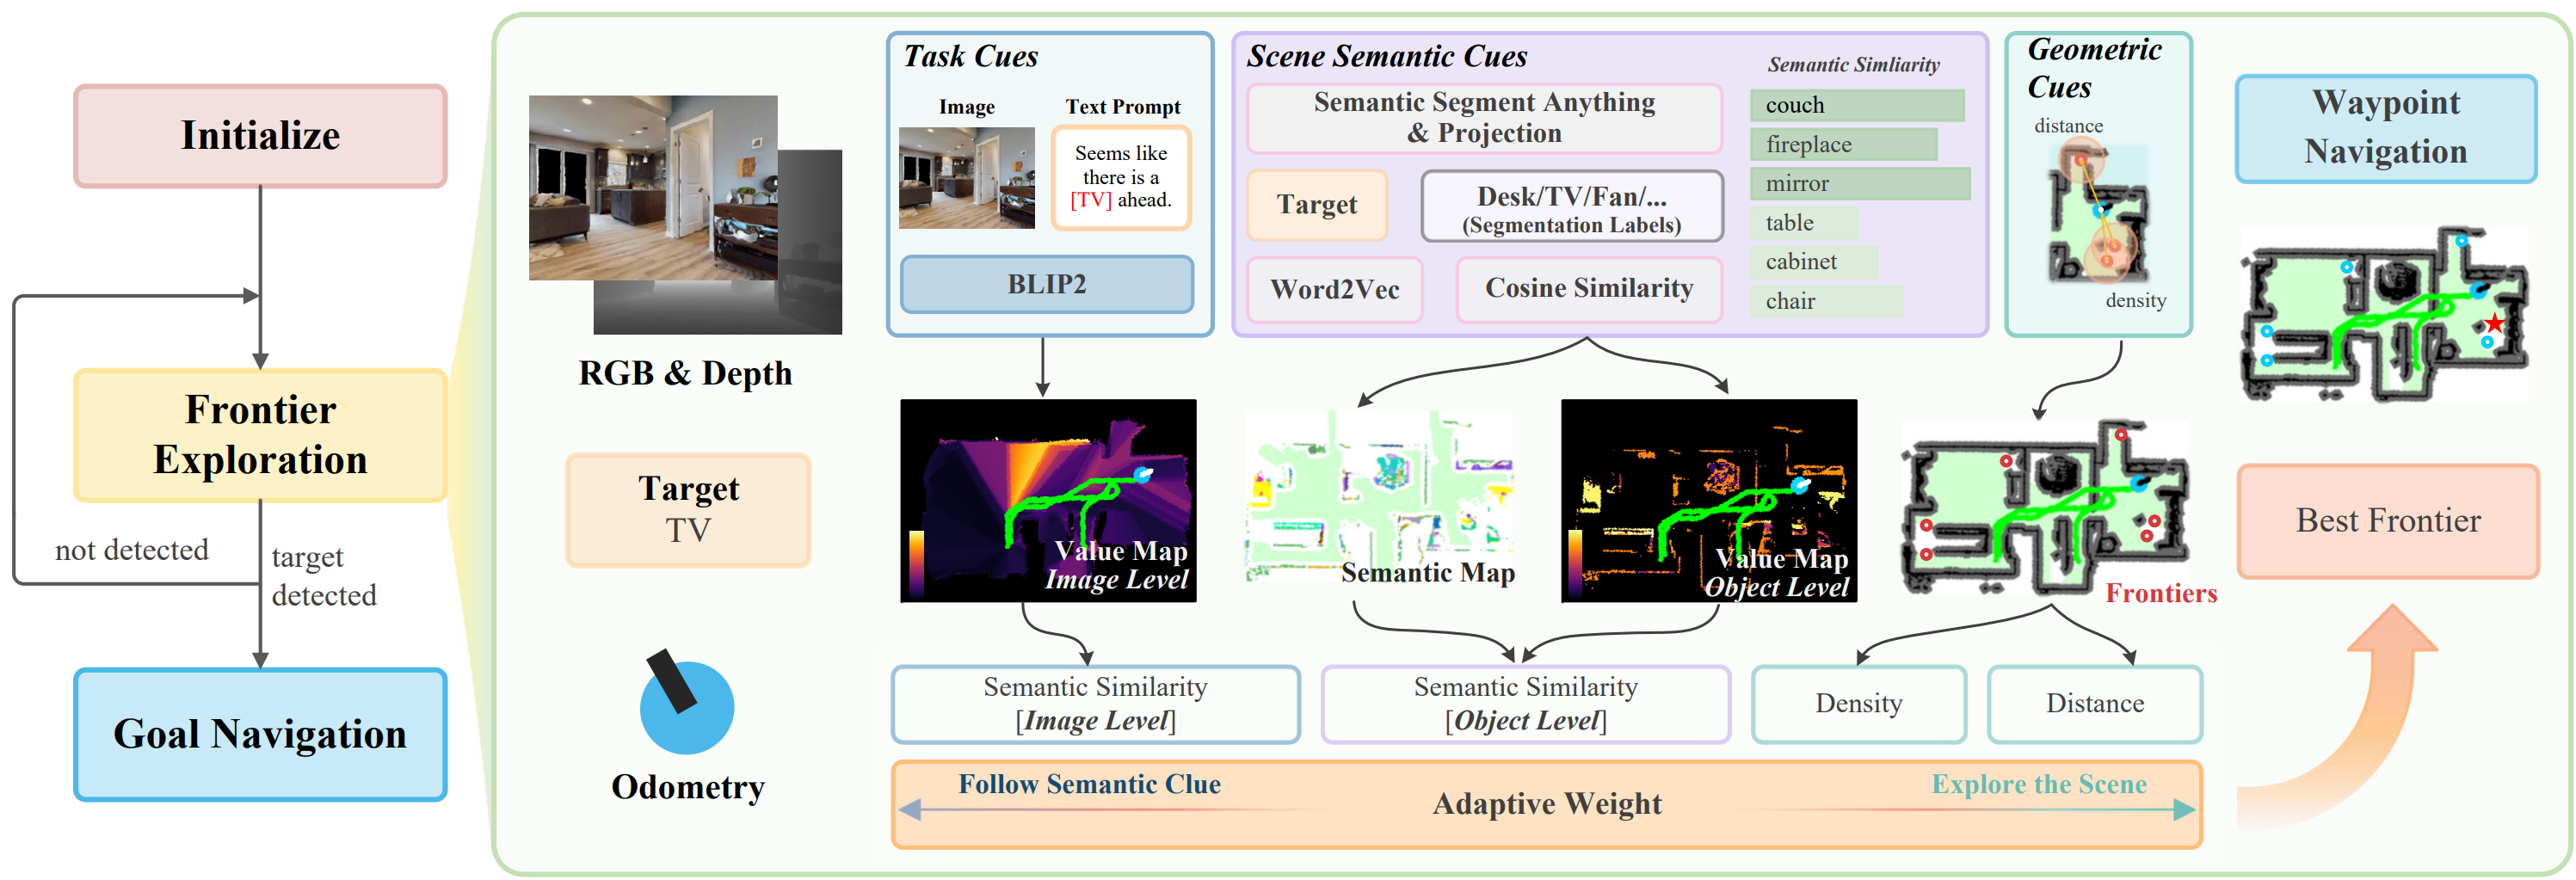 Initialize
Frontier
Exploration
not detected
target
detected
Goal Navigation
RGB & Depth
Target
TV
Odometry
Task Cues
Image
Text Prompt
Seems like
there is a
[TV] ahead.
BLIP2
Scene Semantic Cues
Semantic Segment Anything
& Projection
Target
Desk/TV/Fan/...
(Segmentation Labels)
Word2Vec
Cosine Similarity
Semantic Simliarity
couch
fireplace
mirror
table
cabinet
chair
Geometric
Cues
distance
density
Value Map
Image Level
Semantic Map
Value Map
Object Level
Frontiers
Semantic Similarity
[Image Level]
Semantic Similarity
[Object Level]
Density
Distance
Follow Semantic Clue
Adaptive Weight
Explore the Scene
Waypoint
Navigation
Best Frontier